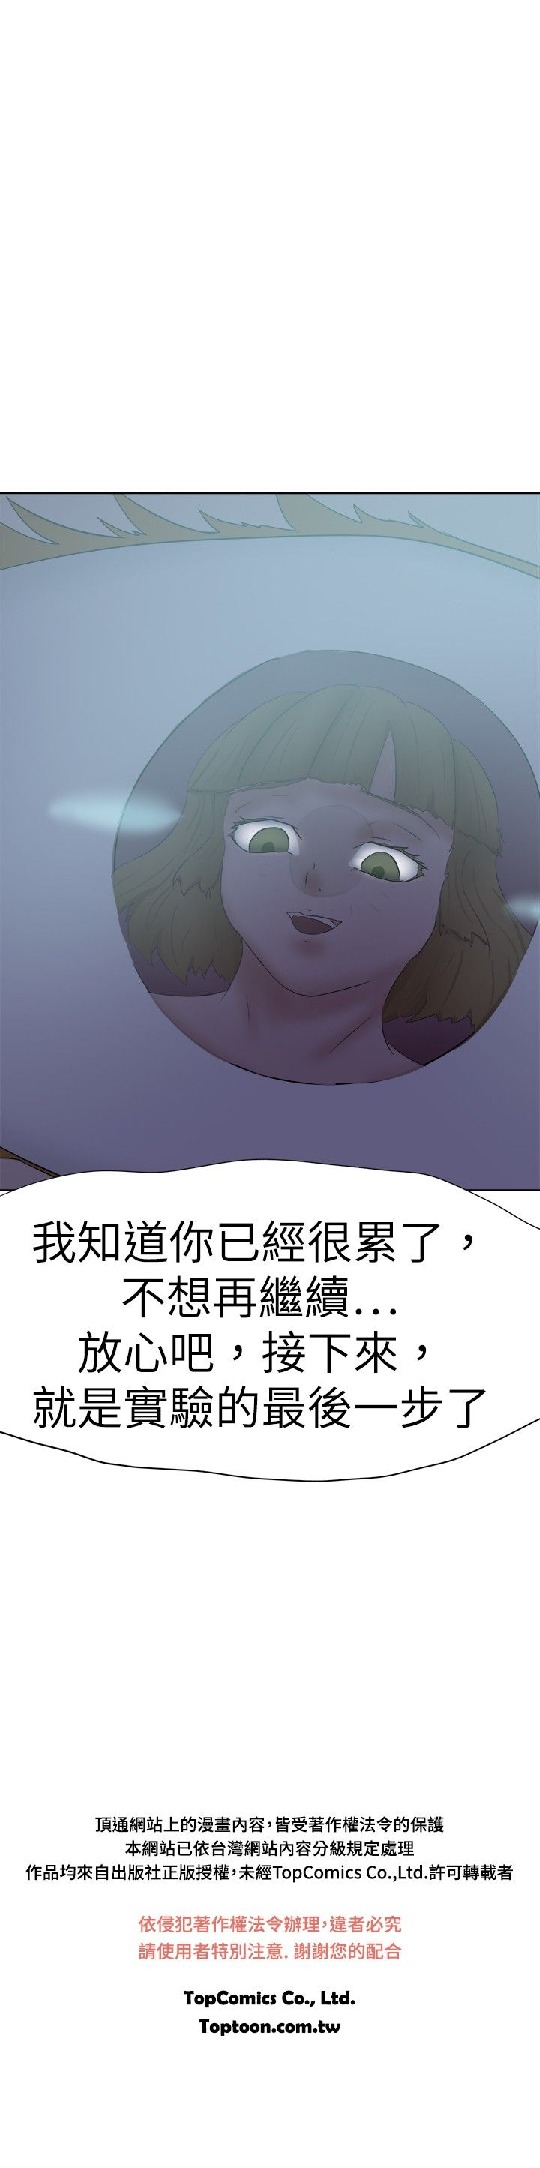 我知道你已經很累了，
不想再繼續...
放心吧，接下來，
就是實驗的最後一步了
頂通網站上的漫畫內容，皆受著作權法令的保護
本網站已依台灣網站內容分級規定處理
作品均來自出版社正版授權，未經TopComics Co.,Ltd.許可轉載者
依侵犯著作權法令辦理，違者必究
請使用者特別注意. 謝謝您的配合
TopComics Co., Ltd.
Toptoon.com.tw